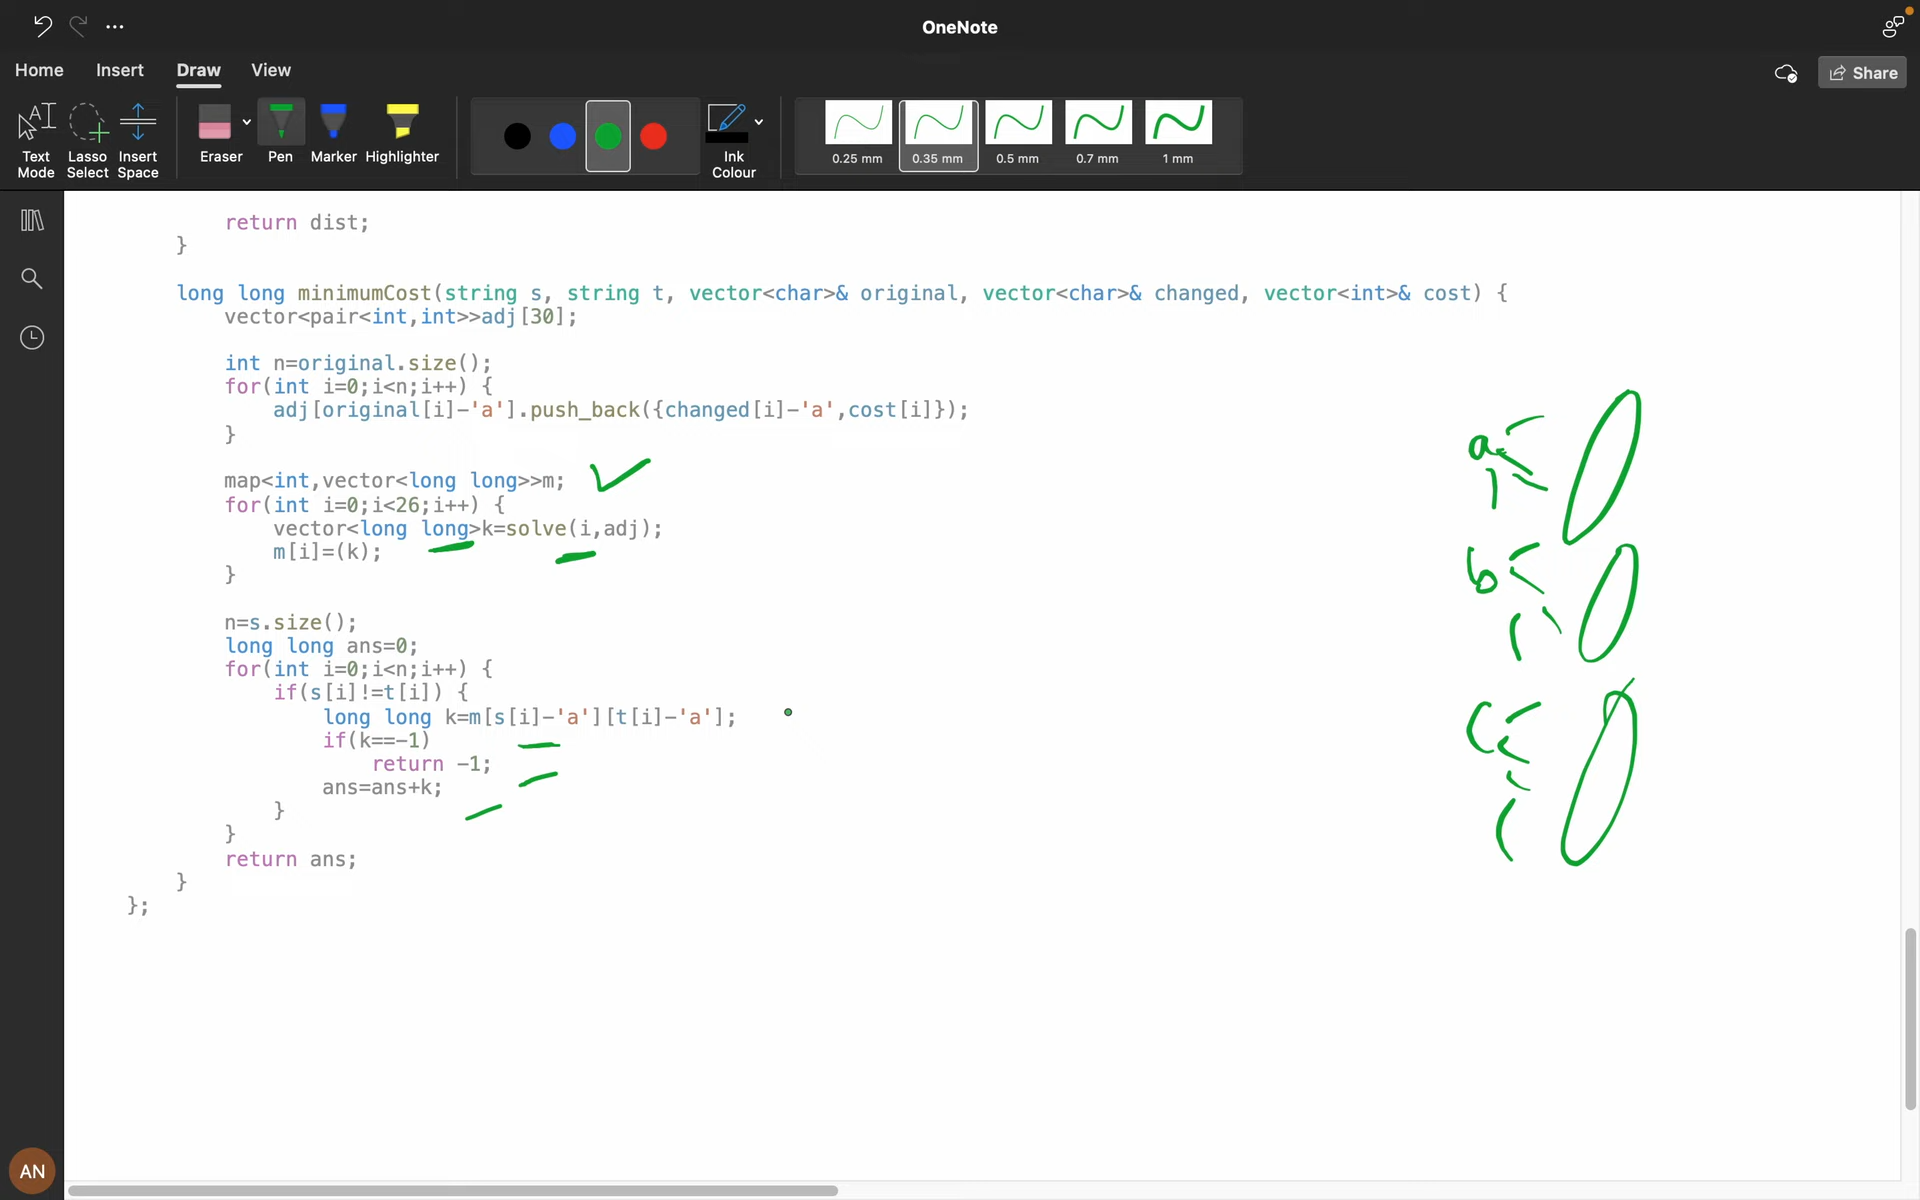 OneNote
Home Insert Draw View
Share
Text Mode
Lasso Select
Insert Space
Eraser
Pen
Marker
Highlighter
Ink Colour
0.25 mm
0.35 mm
0.5 mm
0.7 mm
1 mm
return dist;
}
long long minimumCost(string s, string t, vector<char>& original, vector<char>& changed, vector<int>& cost) {
vector<pair<int,int>>adj[30];
int n=original.size();
for(int i=0;i<n;i++) {
adj[original[i]-'a'].push_back({changed[i]-'a',cost[i]});
}
map<int,vector<long long>>m;
for(int i=0;i<26;i++) {
vector<long long>k=solve(i,adj);
m[i]=(k);
}
n=s.size();
long long ans=0;
for(int i=0;i<n;i++) {
if(s[i]!=t[i]) {
long long k=m[s[i]-'a'][t[i]-'a'];
if(k==-1)
return -1;
ans=ans+k;
}
}
return ans;
}
};
a
b
c
AN